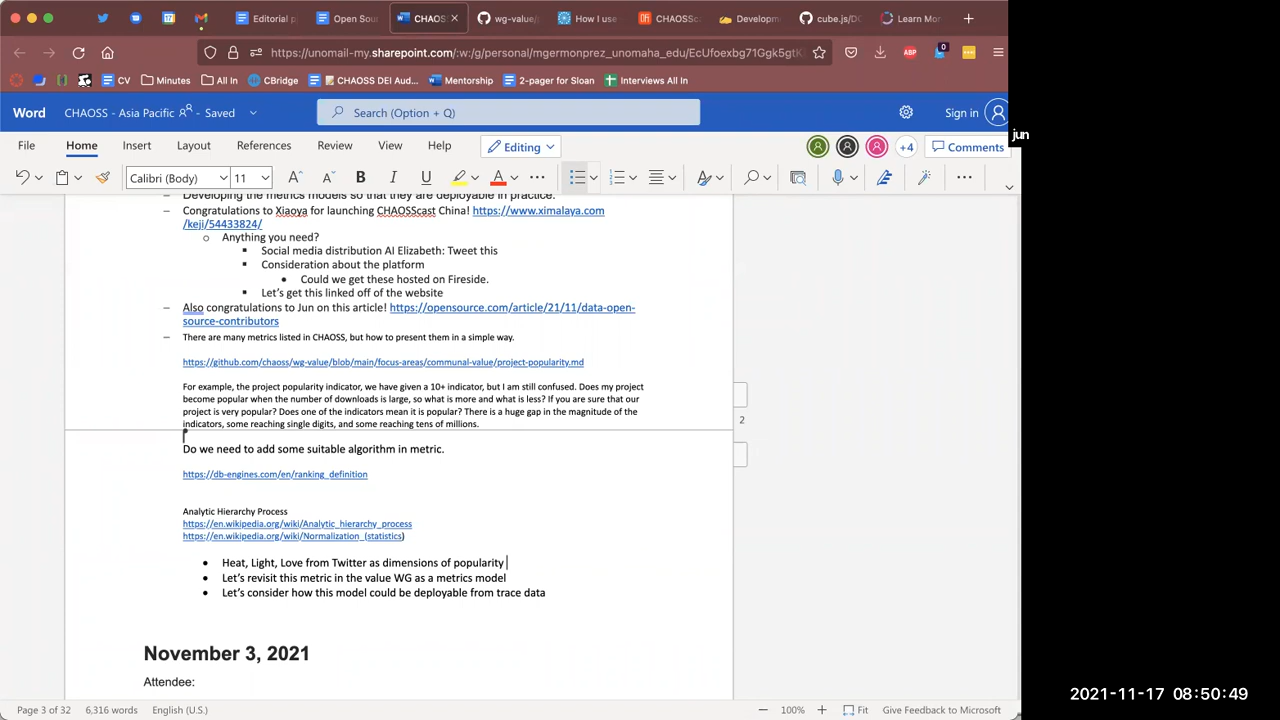 Editorial p
Open Sou
CHAOS
wg-value/
How I use
CHAOSSc
Developm
cube.js/DO
Learn Mor
https://unomail-my.sharepoint.com/:w:/g/personal/mgermonprez_unomaha_edu/EcUfoexbg71Ggk5gtK
ABP
0
CV
Minutes
All In
CBridge
CHAOSS DEI Aud...
Mentorship
2-pager for Sloan
Interviews All In
Word
CHAOSS - Asia Pacific - Saved
Search (Option + Q)
Sign in
jun
File
Home
Insert
Layout
References
Review
View
Help
Editing
+4
Comments
Calibri (Body)
11
Developing the metrics models so that they are deployable in practice.
Congratulations to Xiaoya for launching CHAOSScast China! https://www.ximalaya.com
/keji/54433824/
Anything you need?
Social media distribution AI Elizabeth: Tweet this
Consideration about the platform
Could we get these hosted on Fireside.
Let's get this linked off of the website
Also congratulations to Jun on this article! https://opensource.com/article/21/11/data-open-
source-contributors
There are many metrics listed in CHAOSS, but how to present them in a simple way.
https://github.com/chaoss/wg-value/blob/main/focus-areas/communal-value/project-popularity.md
For example, the project popularity indicator, we have given a 10+ indicator, but I am still confused. Does my project
become popular when the number of downloads is large, so what is more and what is less? If you are sure that our
project is very popular? Does one of the indicators mean it is popular? There is a huge gap in the magnitude of the
indicators, some reaching single digits, and some reaching tens of millions.
2
Do we need to add some suitable algorithm in metric.
https://db-engines.com/en/ranking_definition
Analytic Hierarchy Process
https://en.wikipedia.org/wiki/Analytic_hierarchy_process
https://en.wikipedia.org/wiki/Normalization_(statistics)
Heat, Light, Love from Twitter as dimensions of popularity
Let's revisit this metric in the value WG as a metrics model
Let's consider how this model could be deployable from trace data
November 3, 2021
Attendee:
2021-11-17 08:50:49
Page 3 of 32
6,316 words
English (U.S.)
100%
Fit
Give Feedback to Microsoft